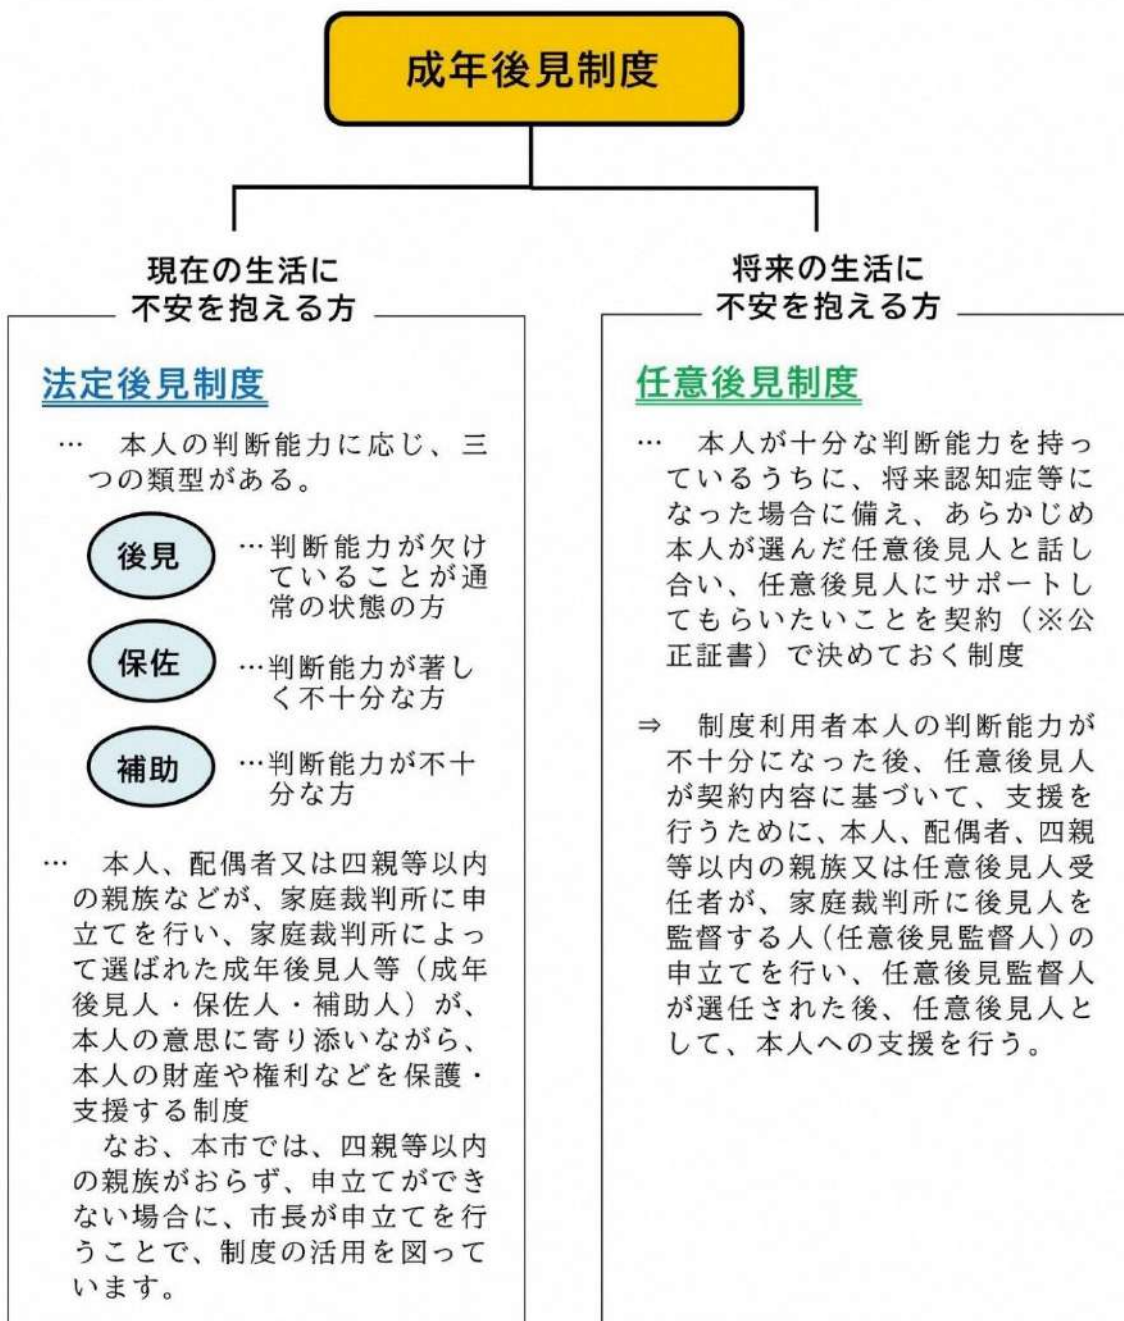 成年後見制度
現在の生活に
不安を抱える方
法定後見制度
… 本人の判断能力に応じ、三
つの類型がある。
後見
…判断能力が欠け
ていることが通
常の状態の方
保佐
…判断能力が著し
く不十分な方
補助
…判断能力が不十
分な方
… 本人、配偶者又は四親等以内
の親族などが、家庭裁判所に申
立てを行い、家庭裁判所によっ
て選ばれた成年後見人等（成年
後見人・保佐人・補助人）が、
本人の意思に寄り添いながら、
本人の財産や権利などを保護・
支援する制度
なお、本市では、四親等以内
の親族がおらず、申立てができ
ない場合に、市長が申立てを行
うことで、制度の活用を図って
います。
将来の生活に
不安を抱える方
任意後見制度
… 本人が十分な判断能力を持っ
ているうちに、将来認知症等に
なった場合に備え、あらかじめ
本人が選んだ任意後見人と話し
合い、任意後見人にサポートし
てもらいたいことを契約（※公
正証書）で決めておく制度
⇒ 制度利用者本人の判断能力が
不十分になった後、任意後見人
が契約内容に基づいて、支援を
行うために、本人、配偶者、四親
等以内の親族又は任意後見人受
任者が、家庭裁判所に後見人を
監督する人（任意後見監督人）の
申立てを行い、任意後見監督人
が選任された後、任意後見人と
して、本人への支援を行う。